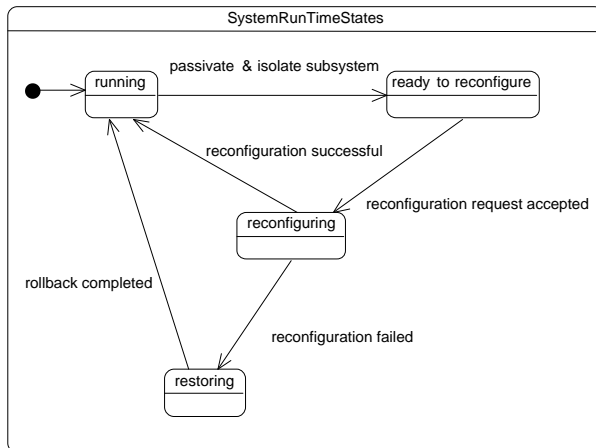 SystemRunTimeStates
passivate & isolate subsystem
running
ready to reconfigure
reconfiguration successful
reconfiguration request accepted
reconfiguring
rollback completed
reconfiguration failed
restoring